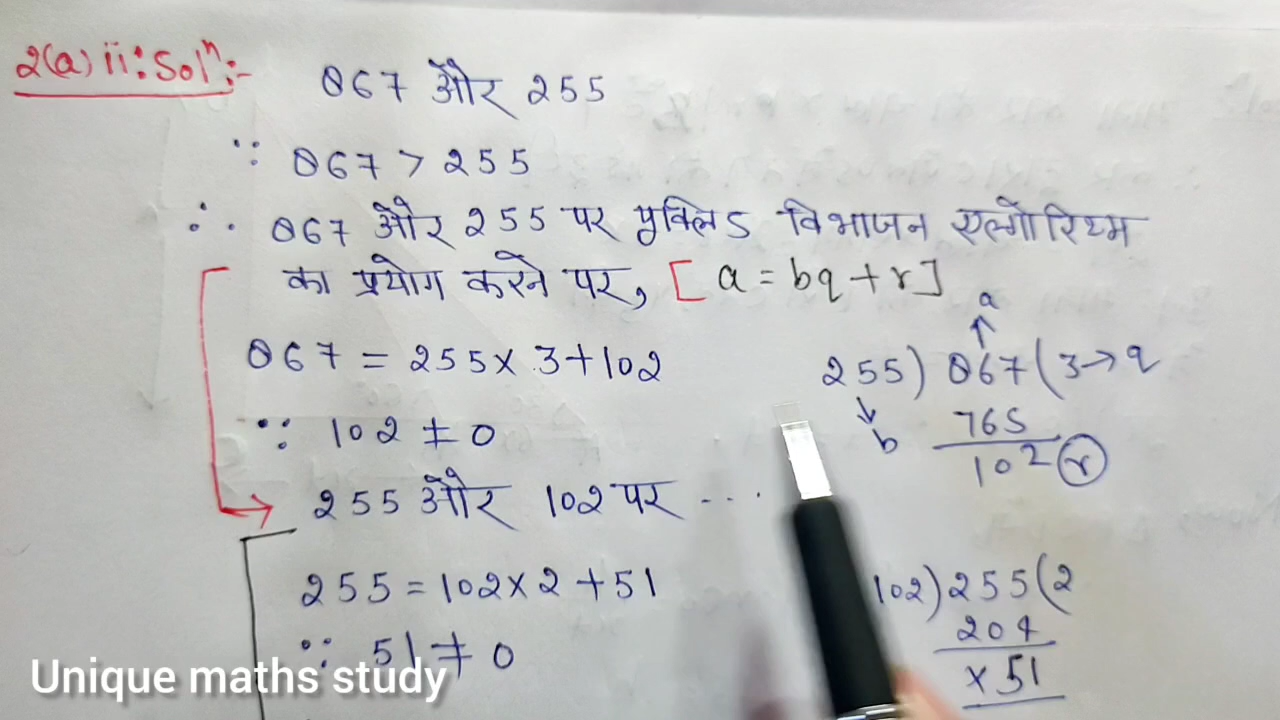 2(a) ii: Solⁿ:-
867 और 255
∵ 867 > 255
∴ 867 और 255 पर युक्लिड विभाजन एल्गोरिथ्म
का प्रयोग करने पर, [a = bq + r]
867 = 255 × 3 + 102
∵ 102 ≠ 0
255 और 102 पर ---
255 = 102 × 2 + 51
∵ 51 ≠ 0
a
↑
255) 867 (3 → q
↓
b
765
102 r
102) 255 (2
204
× 51
Unique maths study